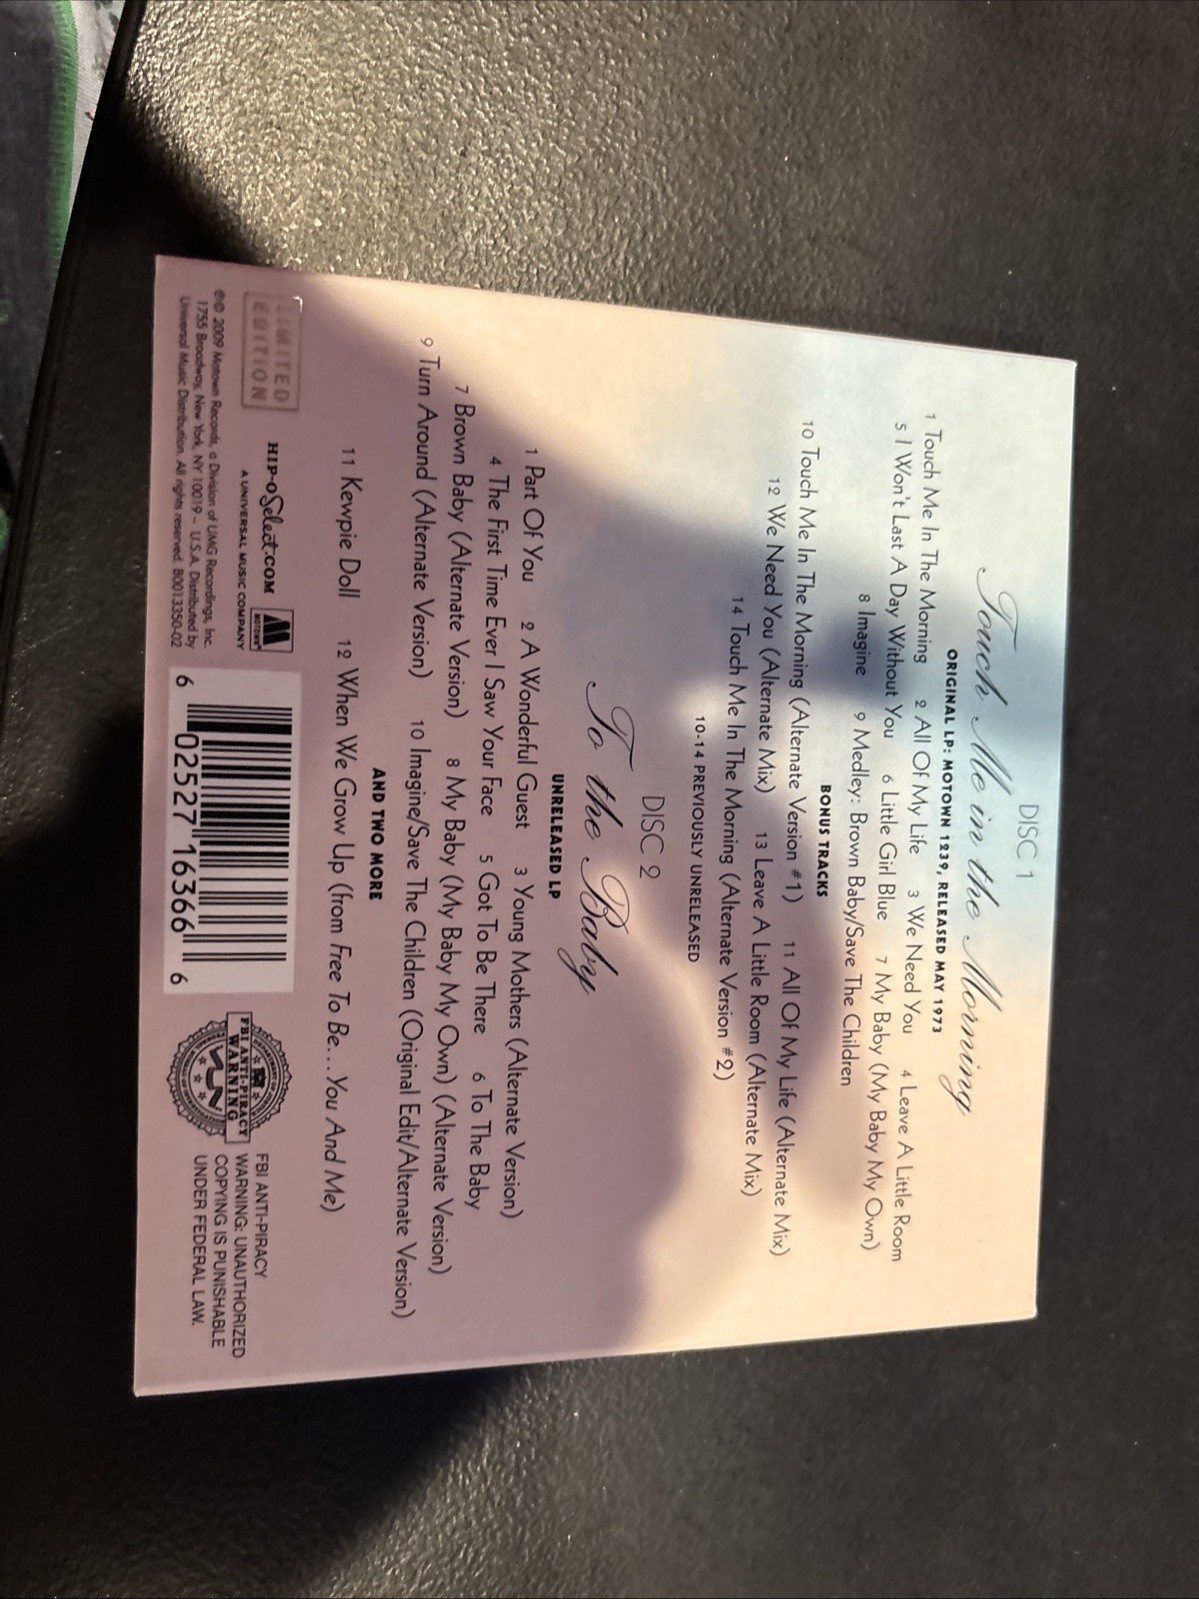 DISC 1
Touch Me in the Morning
ORIGINAL LP: MOTOWN 1239, RELEASED MAY 1973
1 Touch Me In The Morning 2 All Of My Life 3 We Need You 4 Leave A Little Room
5 I Won't Last A Day Without You 6 Little Girl Blue 7 My Baby (My Baby My Own)
8 Imagine 9 Medley: Brown Baby/Save The Children
BONUS TRACKS
10 Touch Me In The Morning (Alternate Version #1) 11 All Of My Life (Alternate Mix)
12 We Need You (Alternate Mix) 13 Leave A Little Room (Alternate Mix)
14 Touch Me In The Morning (Alternate Version #2)
10-14 PREVIOUSLY UNRELEASED
DISC 2
To the Baby
UNRELEASED LP
1 Part Of You 2 A Wonderful Guest 3 Young Mothers (Alternate Version)
4 The First Time Ever I Saw Your Face 5 Got To Be There 6 To The Baby
7 Brown Baby (Alternate Version) 8 My Baby (My Baby My Own) (Alternate Version)
9 Turn Around (Alternate Version) 10 Imagine/Save The Children (Original Edit/Alternate Version)
AND TWO MORE
11 Kewpie Doll 12 When We Grow Up (from Free To Be...You And Me)
LIMITED
EDITION
HIP-O Select.COM
A UNIVERSAL MUSIC COMPANY
MOTOWN
℗© 2009 Motown Records, a Division of UMG Recordings, Inc.
1755 Broadway, New York, NY 10019 – U.S.A. Distributed by
Universal Music Distribution. All rights reserved. B0013350-02
6 02527 16366 6
FBI ANTI-PIRACY
WARNING
FBI ANTI-PIRACY
WARNING: UNAUTHORIZED
COPYING IS PUNISHABLE
UNDER FEDERAL LAW.